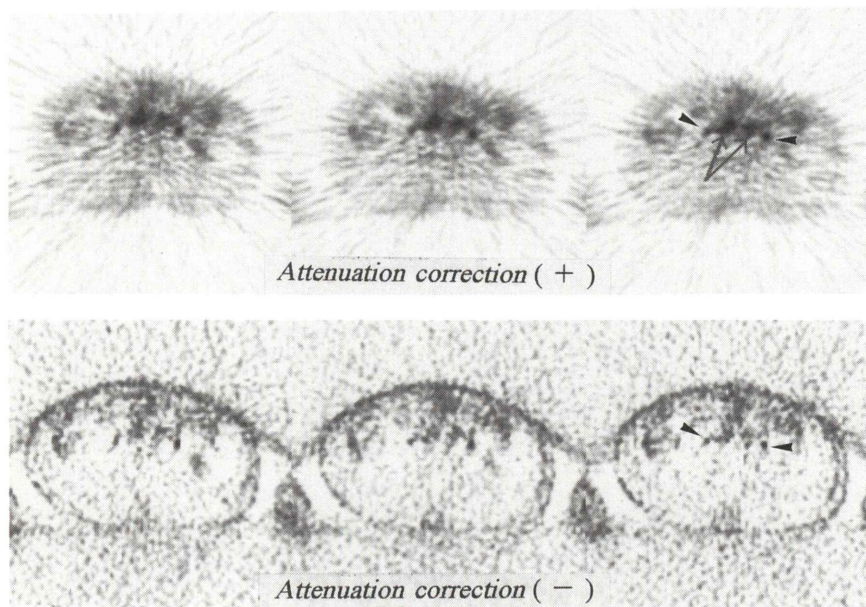 Attenuation correction ( + )
Attenuation correction ( − )